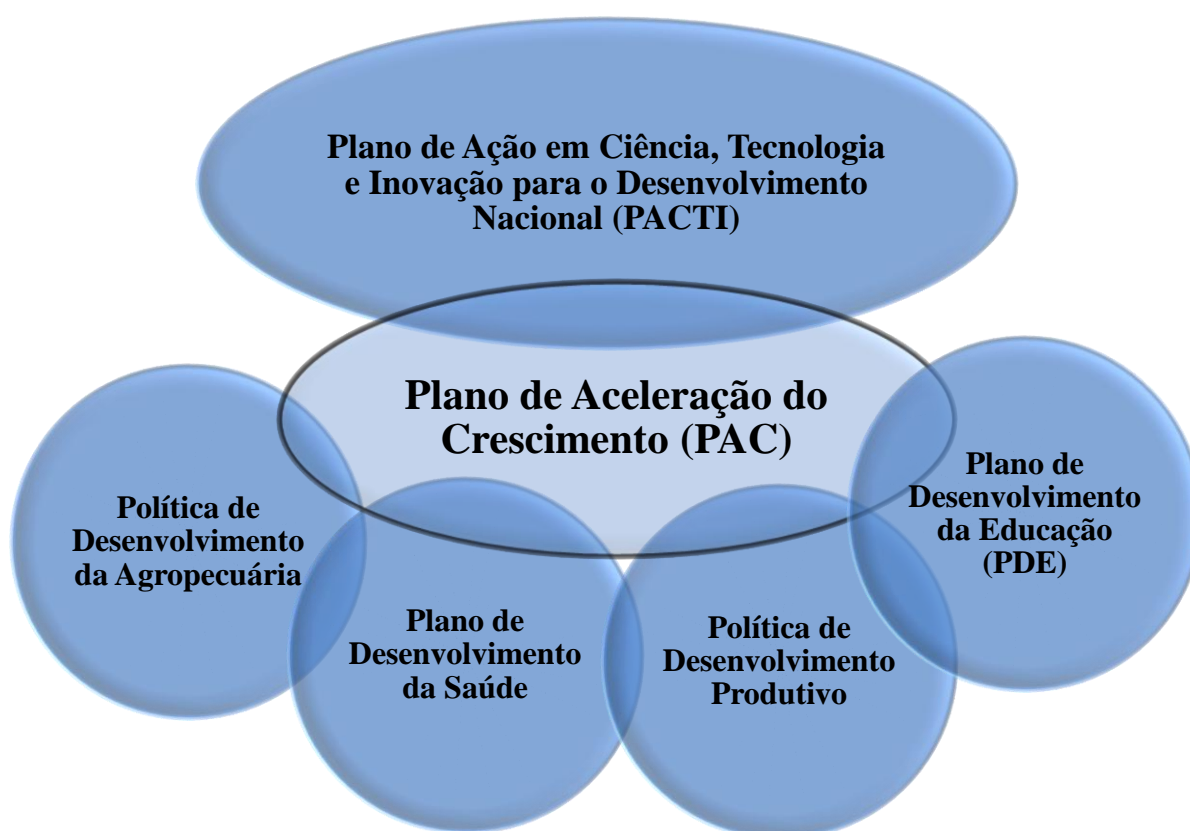 Plano de Ação em Ciência, Tecnologia
e Inovação para o Desenvolvimento
Nacional (PACTI)
Plano de Aceleração do
Crescimento (PAC)
Política de
Desenvolvimento
da Agropecuária
Plano de
Desenvolvimento
da Saúde
Política de
Desenvolvimento
Produtivo
Plano de
Desenvolvimento
da Educação
(PDE)